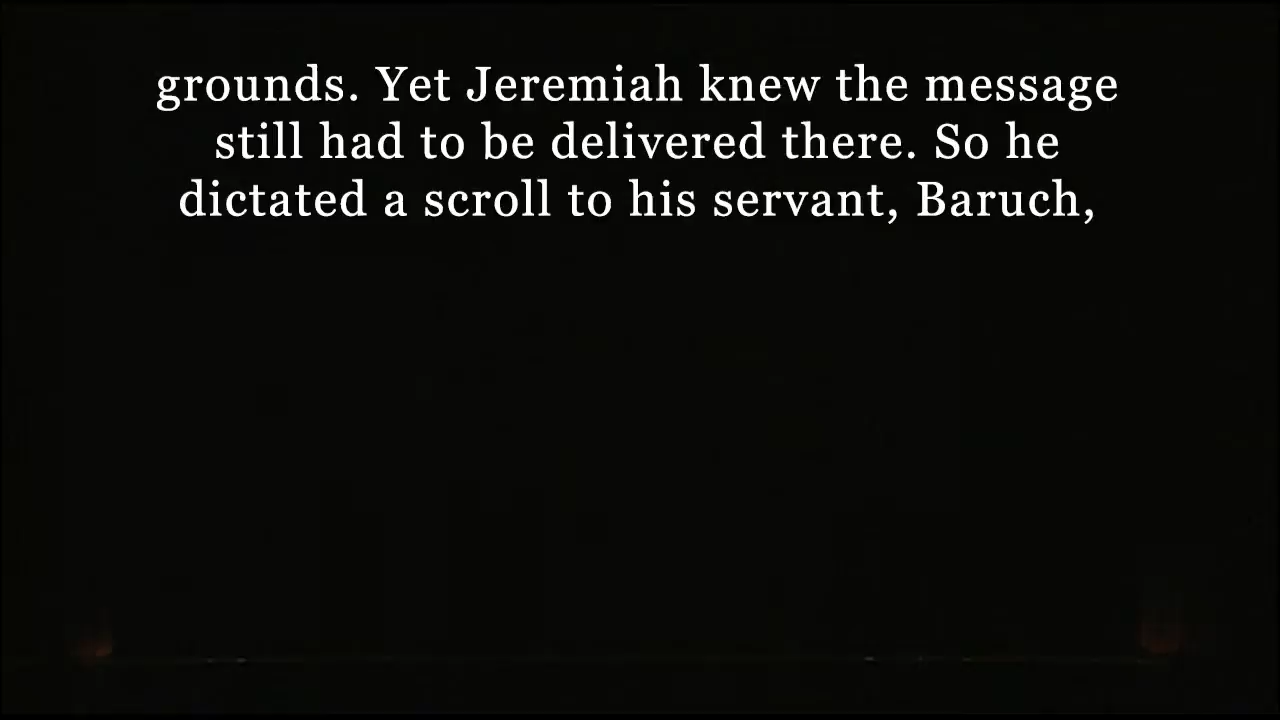 grounds. Yet Jeremiah knew the message
still had to be delivered there. So he
dictated a scroll to his servant, Baruch,